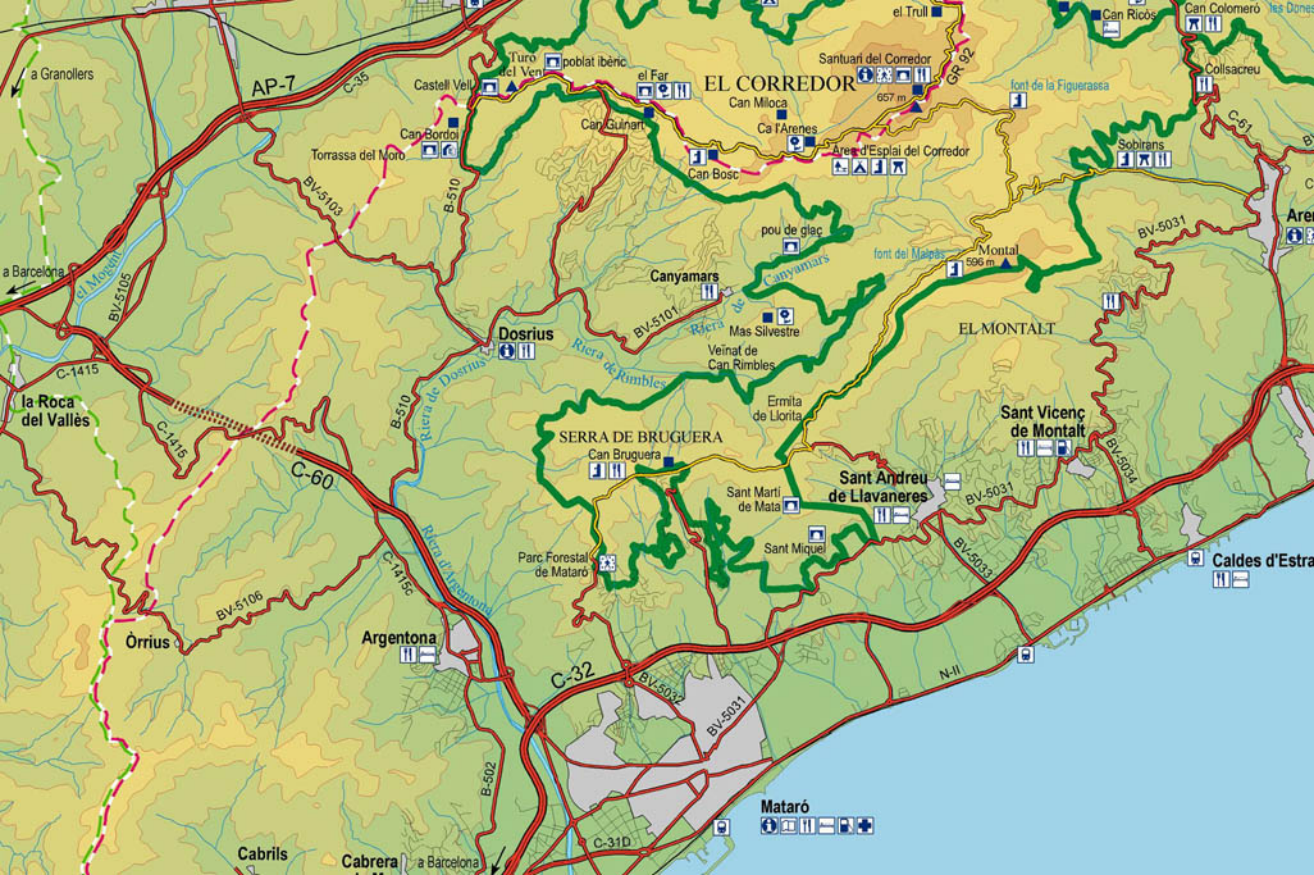 el Trull
Can Ricós
Can Colomero
les Dones
a Granollers
AP-7
C-35
Turó
del Vent
poblat ibèric
Castell Vell
el Far
EL CORREDOR
Santuari del Corredor
657 m
GR 92
font de la Figuerassa
Collsacreu
C-61
Can Bordoi
Torrassa del Moro
Can Guinart
Can Miloca
Ca l'Arenes
Àrea d'Esplai del Corredor
Can Bosc
Sobirans
BV-5103
B-510
BV-5031
a Barcelona
el Mogent
BV-5105
pou de glaç
Canyamars
Riera de Canyamars
BV-5101
font del Malpàs
Montal
596 m
EL MONTALT
Mas Silvestre
Veïnat de
Can Rimbles
Riera de Rimbles
Dosrius
Riera de Dosrius
B-510
C-1415
la Roca
del Vallès
C-1415
C-60
Ermita
de Llorita
SERRA DE BRUGUERA
Can Bruguera
Sant Vicenç
de Montalt
BV-5034
Sant Andreu
de Llavaneres
BV-5031
Sant Martí
de Mata
Sant Miquel
BV-5033
Parc Forestal
de Mataró
Riera d'Argentona
C-1415c
BV-5106
Òrrius
Argentona
Caldes d'Estra
C-32
BV-5032
BV-5031
N-II
B-502
Mataró
C-31D
Cabrils
Cabrera
a Barcelona